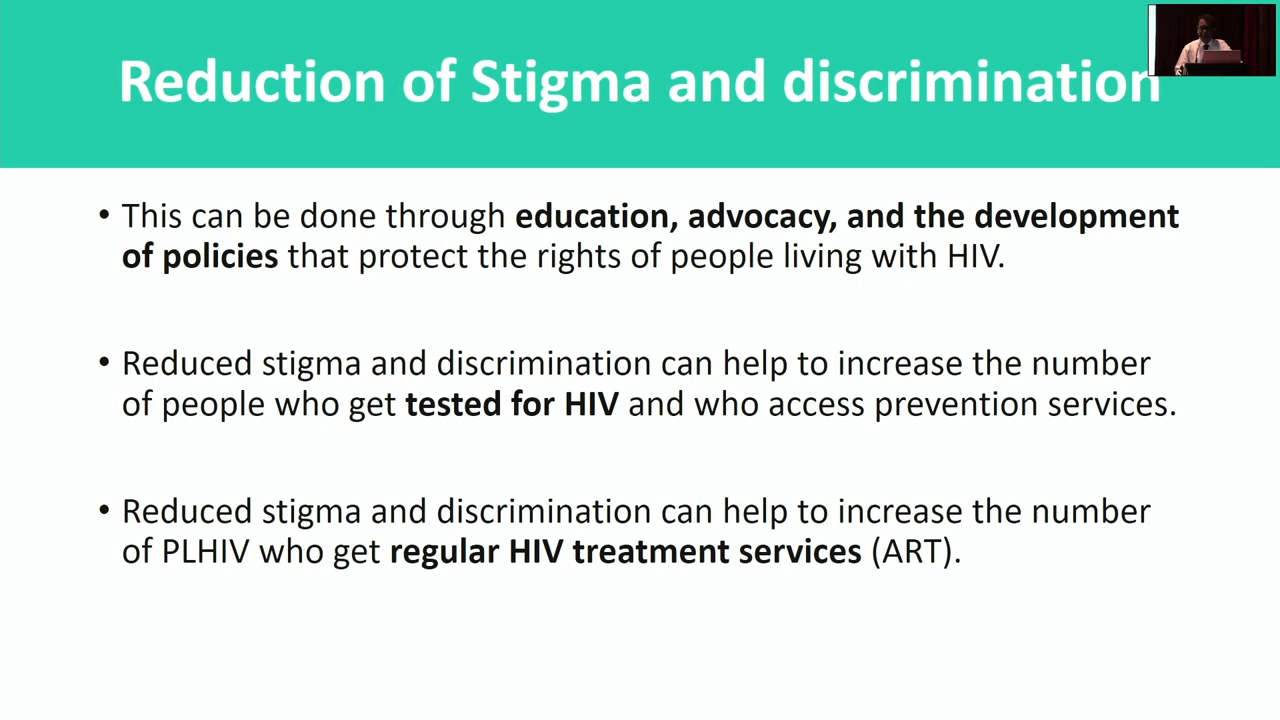 Reduction of Stigma and discrimination
• This can be done through education, advocacy, and the development
of policies that protect the rights of people living with HIV.
• Reduced stigma and discrimination can help to increase the number
of people who get tested for HIV and who access prevention services.
• Reduced stigma and discrimination can help to increase the number
of PLHIV who get regular HIV treatment services (ART).